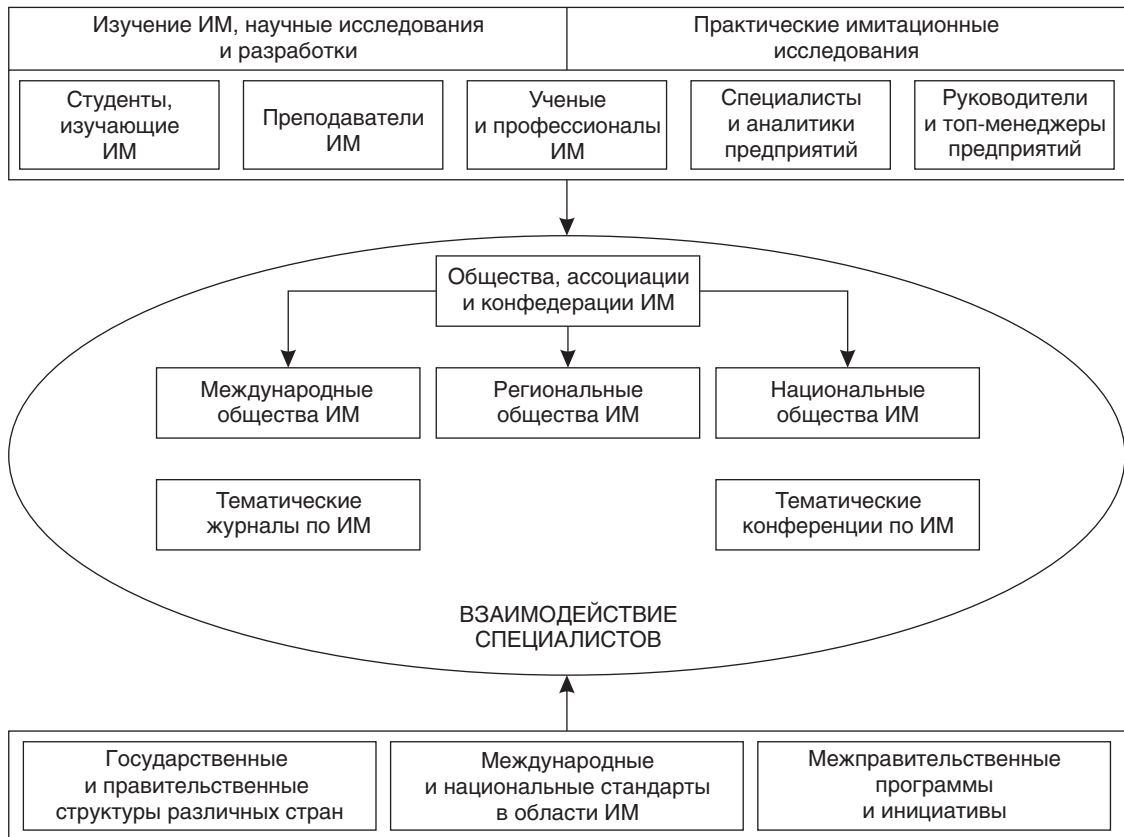 Изучение ИМ, научные исследования
и разработки
Практические имитационные
исследования
Студенты,
изучающие
ИМ
Преподаватели
ИМ
Ученые
и профессионалы
ИМ
Специалисты
и аналитики
предприятий
Руководители
и топ-менеджеры
предприятий
Общества, ассоциации
и конфедерации ИМ
Международные
общества ИМ
Региональные
общества ИМ
Национальные
общества ИМ
Тематические
журналы по ИМ
Тематические
конференции по ИМ
ВЗАИМОДЕЙСТВИЕ
СПЕЦИАЛИСТОВ
Государственные
и правительственные
структуры различных стран
Международные
и национальные стандарты
в области ИМ
Межправительственные
программы
и инициативы